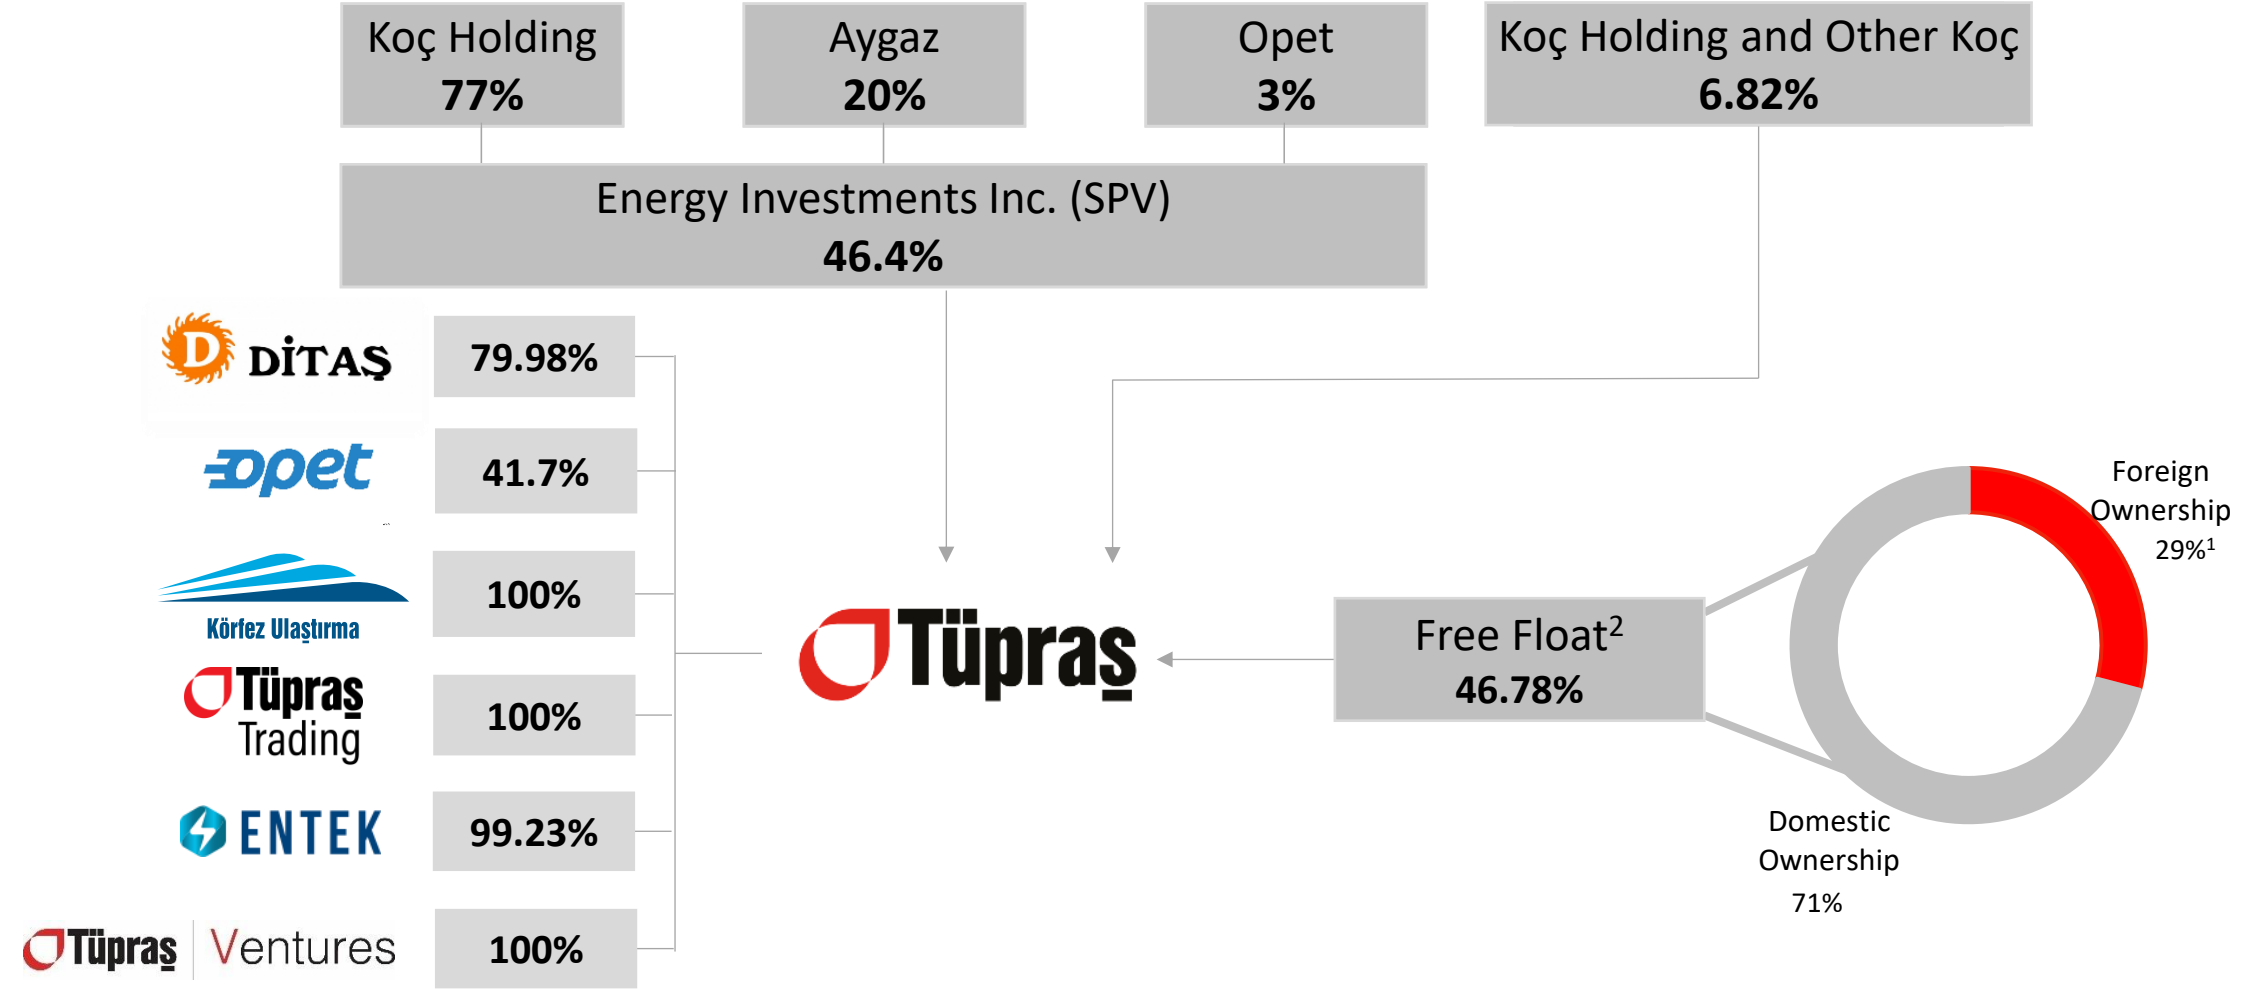 Koç Holding
77%
Aygaz
20%
Opet
3%
Koç Holding and Other Koç
6.82%
Energy Investments Inc. (SPV)
46.4%
D DİTAŞ
79.98%
opet
41.7%
Körfez Ulaştırma
100%
Tüpraş
Trading
100%
ENTEK
99.23%
Tüpraş Ventures
100%
Tüpraş
Free Float²
46.78%
Foreign
Ownership
29%¹
Domestic
Ownership
71%